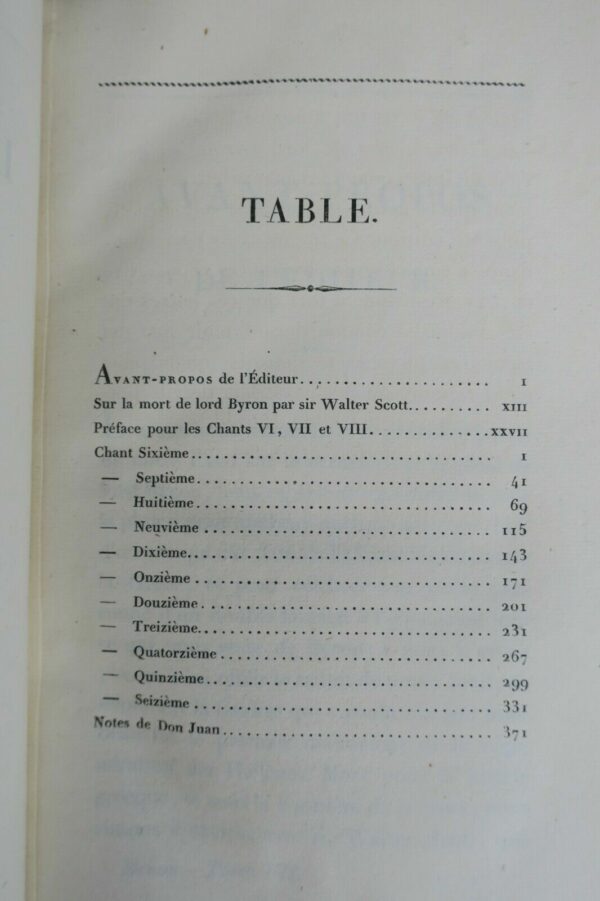 TABLE.
Avant-propos de l'Éditeur. . . . . . . . . . . . . . . . . . . . . . 1
Sur la mort de lord Byron par sir Walter Scott. . . . . . . . . XIII
Préface pour les Chants VI, VII et VIII. . . . . . . . . . . . . XXVII
Chant Sixième. . . . . . . . . . . . . . . . . . . . . . . . . . . . . . 1
— Septième. . . . . . . . . . . . . . . . . . . . . . . . . . . . 41
— Huitième. . . . . . . . . . . . . . . . . . . . . . . . . . . . 69
— Neuvième . . . . . . . . . . . . . . . . . . . . . . . . . . . 115
— Dixième. . . . . . . . . . . . . . . . . . . . . . . . . . . . . 143
— Onzième . . . . . . . . . . . . . . . . . . . . . . . . . . . . 171
— Douzième. . . . . . . . . . . . . . . . . . . . . . . . . . . 201
— Treizième. . . . . . . . . . . . . . . . . . . . . . . . . . . 231
— Quatorzième . . . . . . . . . . . . . . . . . . . . . . . . 267
— Quinzième. . . . . . . . . . . . . . . . . . . . . . . . . . 299
— Seizième . . . . . . . . . . . . . . . . . . . . . . . . . . . 331
Notes de Don Juan . . . . . . . . . . . . . . . . . . . . . . . . . 371